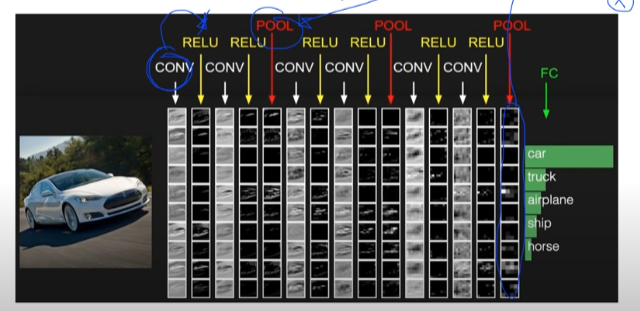 POOL POOL POOL
RELU RELU RELU RELU RELU RELU
CONV CONV CONV CONV CONV CONV
FC
car
truck
airplane
ship
horse